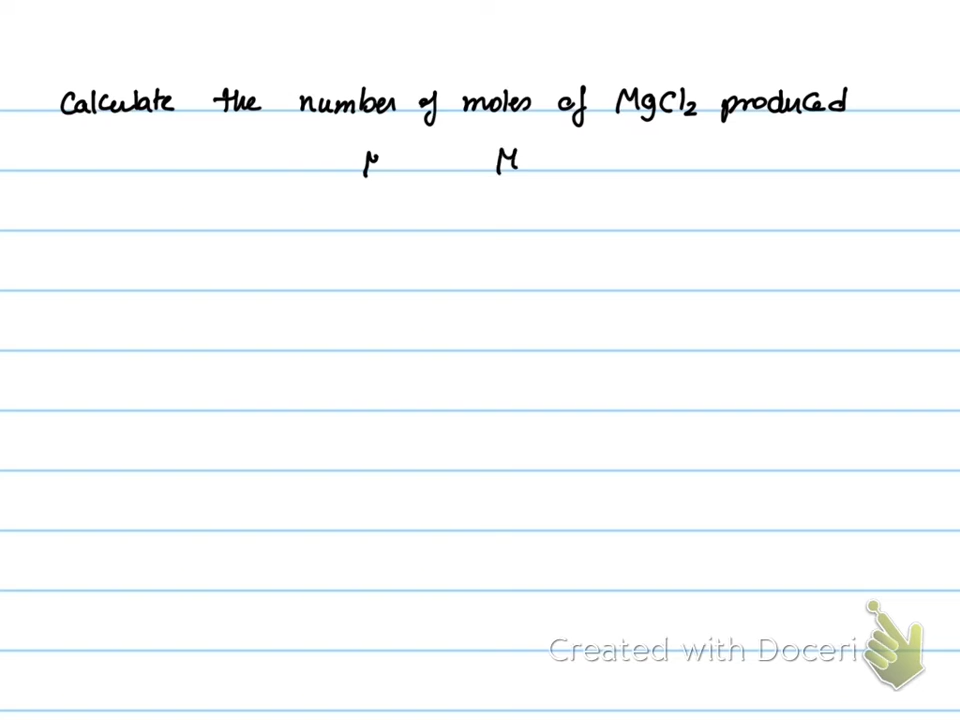 Calculate the number of moles of MgCl₂ produced
M
Created with Doceri